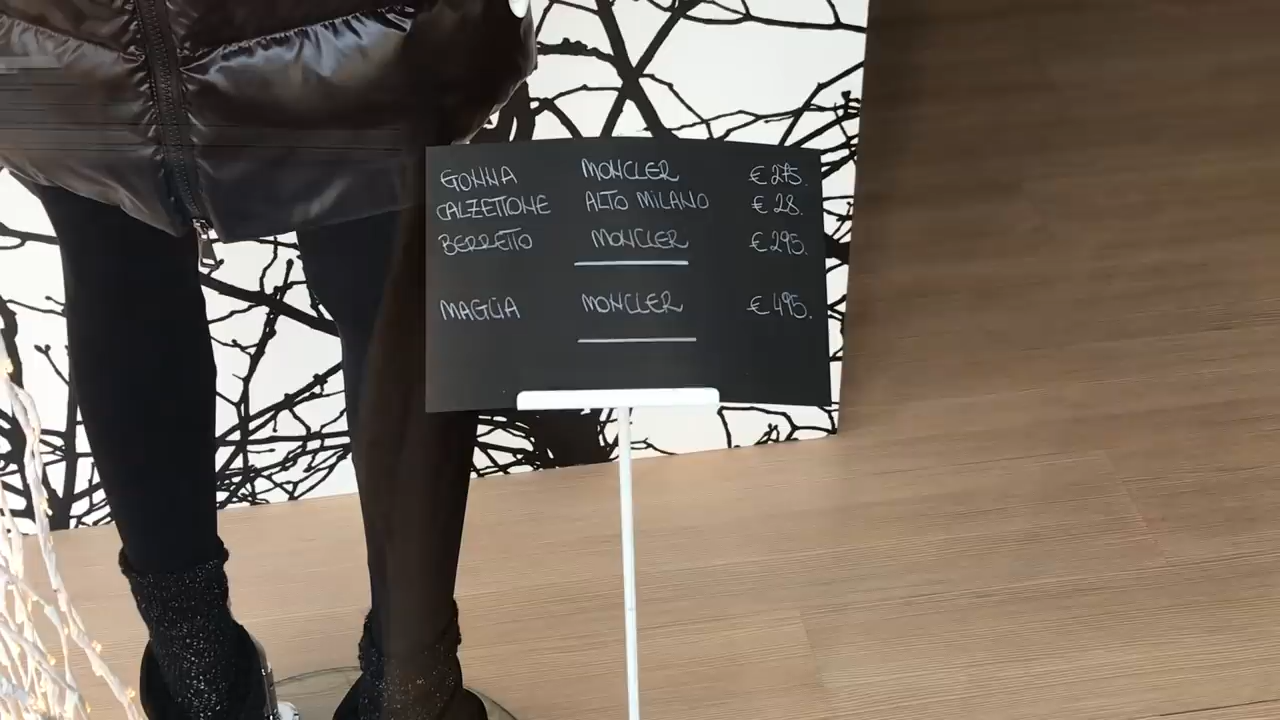 GONNA MONCLER € 275.
CALZETTONE ALTO MILANO € 28.
BERRETTO MONCLER € 295.
MAGLIA MONCLER € 495.